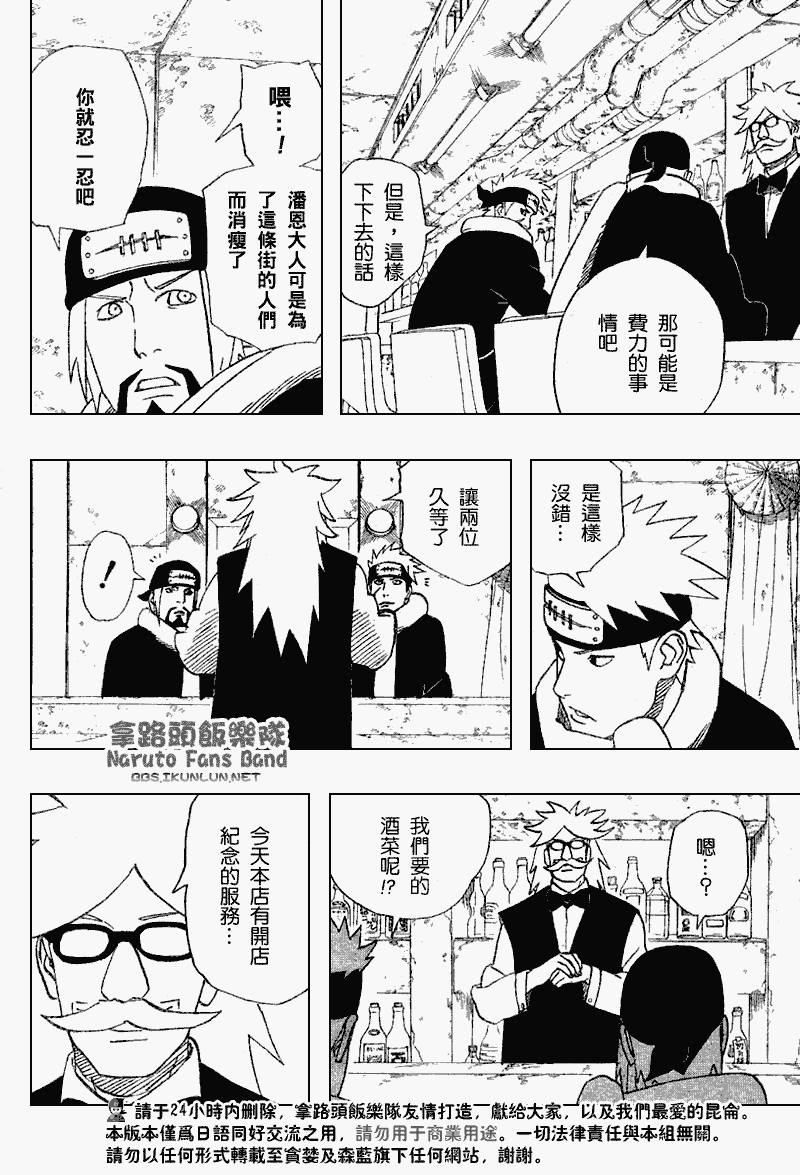 但是，這樣
下下去的話
那可能是
費力的事
情吧
喂…！
潘恩大人可是為
了這條街的人們
而消瘦了
你就忍一忍吧
是這樣
沒錯…
讓兩位
久等了
！
嗯…？
我們要的
酒菜呢!?
今天本店有開店
紀念的服務…
拿路頭飯樂隊
Naruto Fans Band
BBS.IKUNLUN.NET
請于24小時内删除，拿路頭飯樂隊友情打造，獻給大家，以及我們最愛的昆侖。
本版本僅爲日語同好交流之用，請勿用于商業用途。一切法律責任與本組無關。
請勿以任何形式轉載至貪婪及森藍旗下任何網站，謝謝。